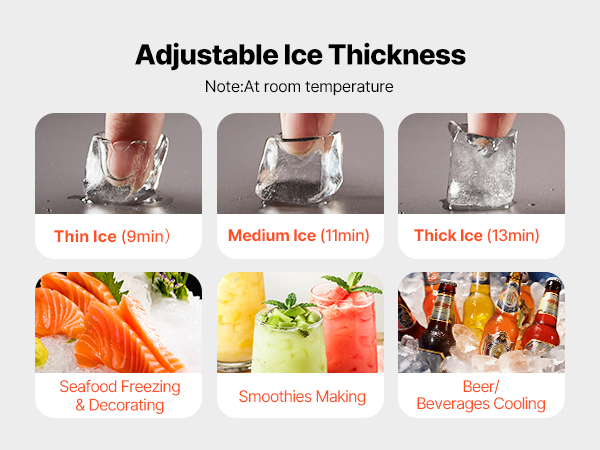 Adjustable Ice Thickness
Note:At room temperature
Thin Ice (9min）
Medium Ice (11min)
Thick Ice (13min)
Seafood Freezing
& Decorating
Smoothies Making
Beer/
Beverages Cooling